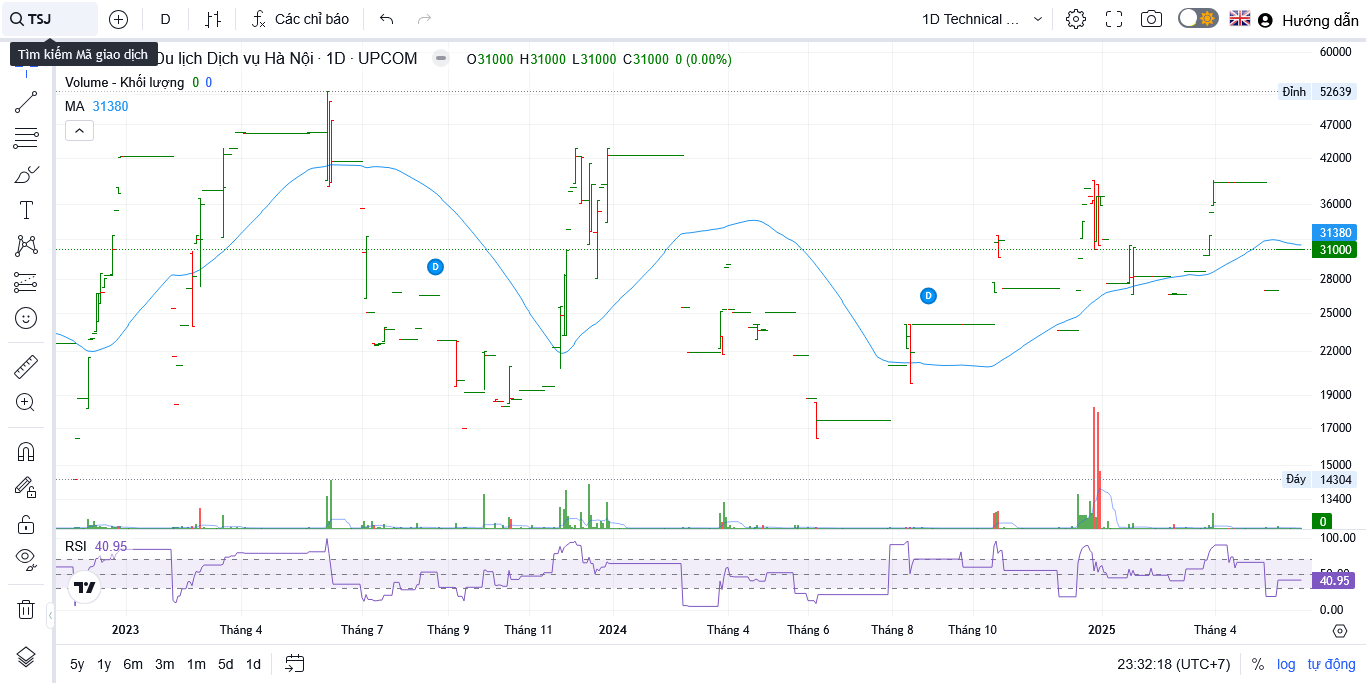 TSJ
D
Các chỉ báo
1D Technical ...
Hướng dẫn
Tìm kiếm Mã giao dịch
Du lịch Dịch vụ Hà Nội · 1D · UPCOM
O31000 H31000 L31000 C31000 0 (0.00%)
Volume - Khối lượng 0 0
MA 31380
60000
Đỉnh 52639
47000
42000
36000
31380
31000
28000
25000
22000
19000
17000
15000
Đáy 14304
13400
0
D
D
RSI 40.95
100.00
40.95
0.00
2023
Tháng 4
Tháng 7
Tháng 9
Tháng 11
2024
Tháng 4
Tháng 6
Tháng 8
Tháng 10
2025
Tháng 4
5y 1y 6m 3m 1m 5d 1d
23:32:18 (UTC+7)
% log tự động